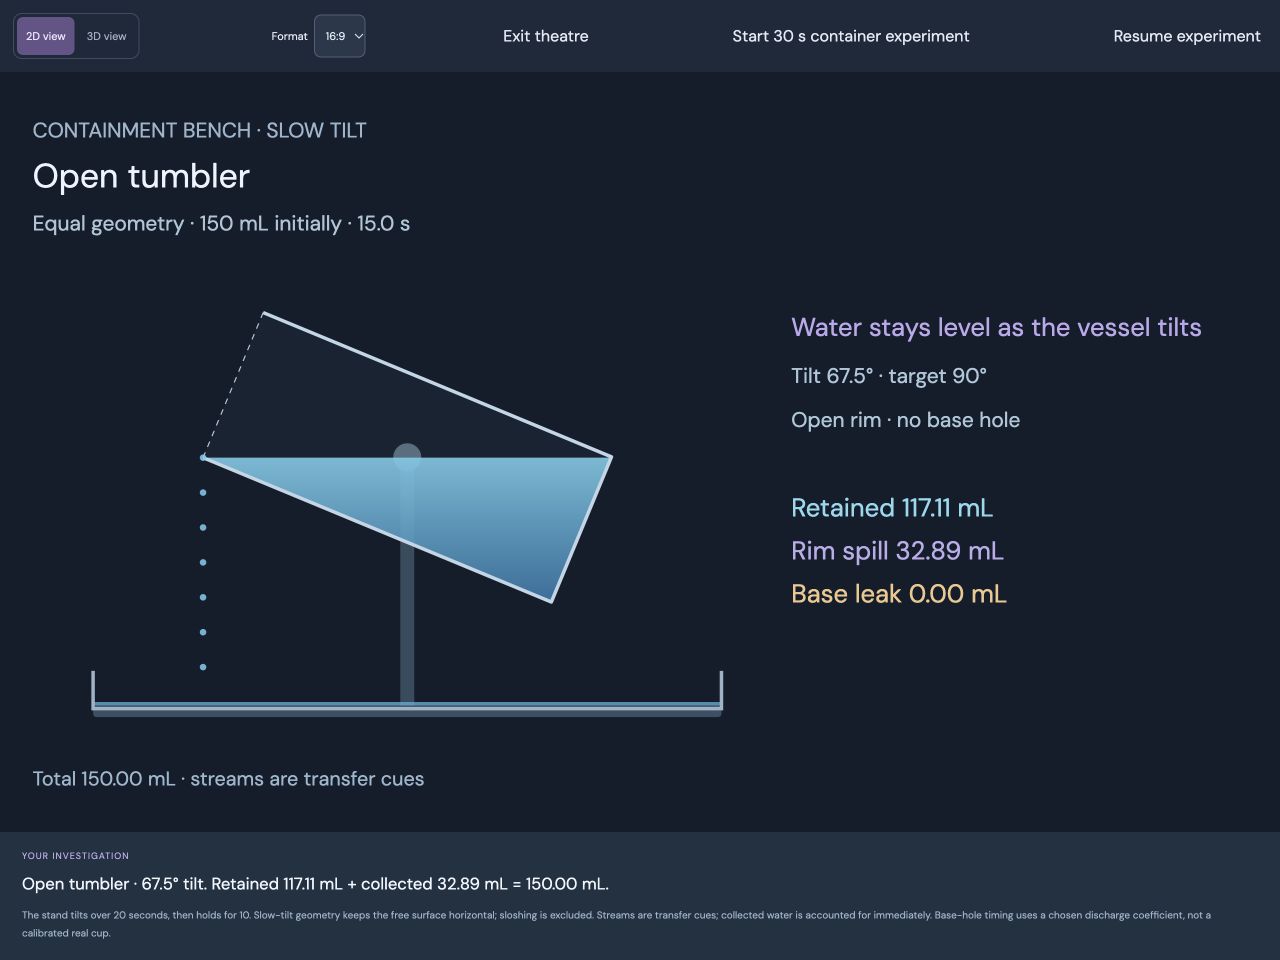 2D view
3D view
Format
16:9
Exit theatre
Start 30 s container experiment
Resume experiment
CONTAINMENT BENCH · SLOW TILT
Open tumbler
Equal geometry · 150 mL initially · 15.0 s
Water stays level as the vessel tilts
Tilt 67.5° · target 90°
Open rim · no base hole
Retained 117.11 mL
Rim spill 32.89 mL
Base leak 0.00 mL
Total 150.00 mL · streams are transfer cues
YOUR INVESTIGATION
Open tumbler · 67.5° tilt. Retained 117.11 mL + collected 32.89 mL = 150.00 mL.
The stand tilts over 20 seconds, then holds for 10. Slow-tilt geometry keeps the free surface horizontal; sloshing is excluded. Streams are transfer cues; collected water is accounted for immediately. Base-hole timing uses a chosen discharge coefficient, not a
calibrated real cup.